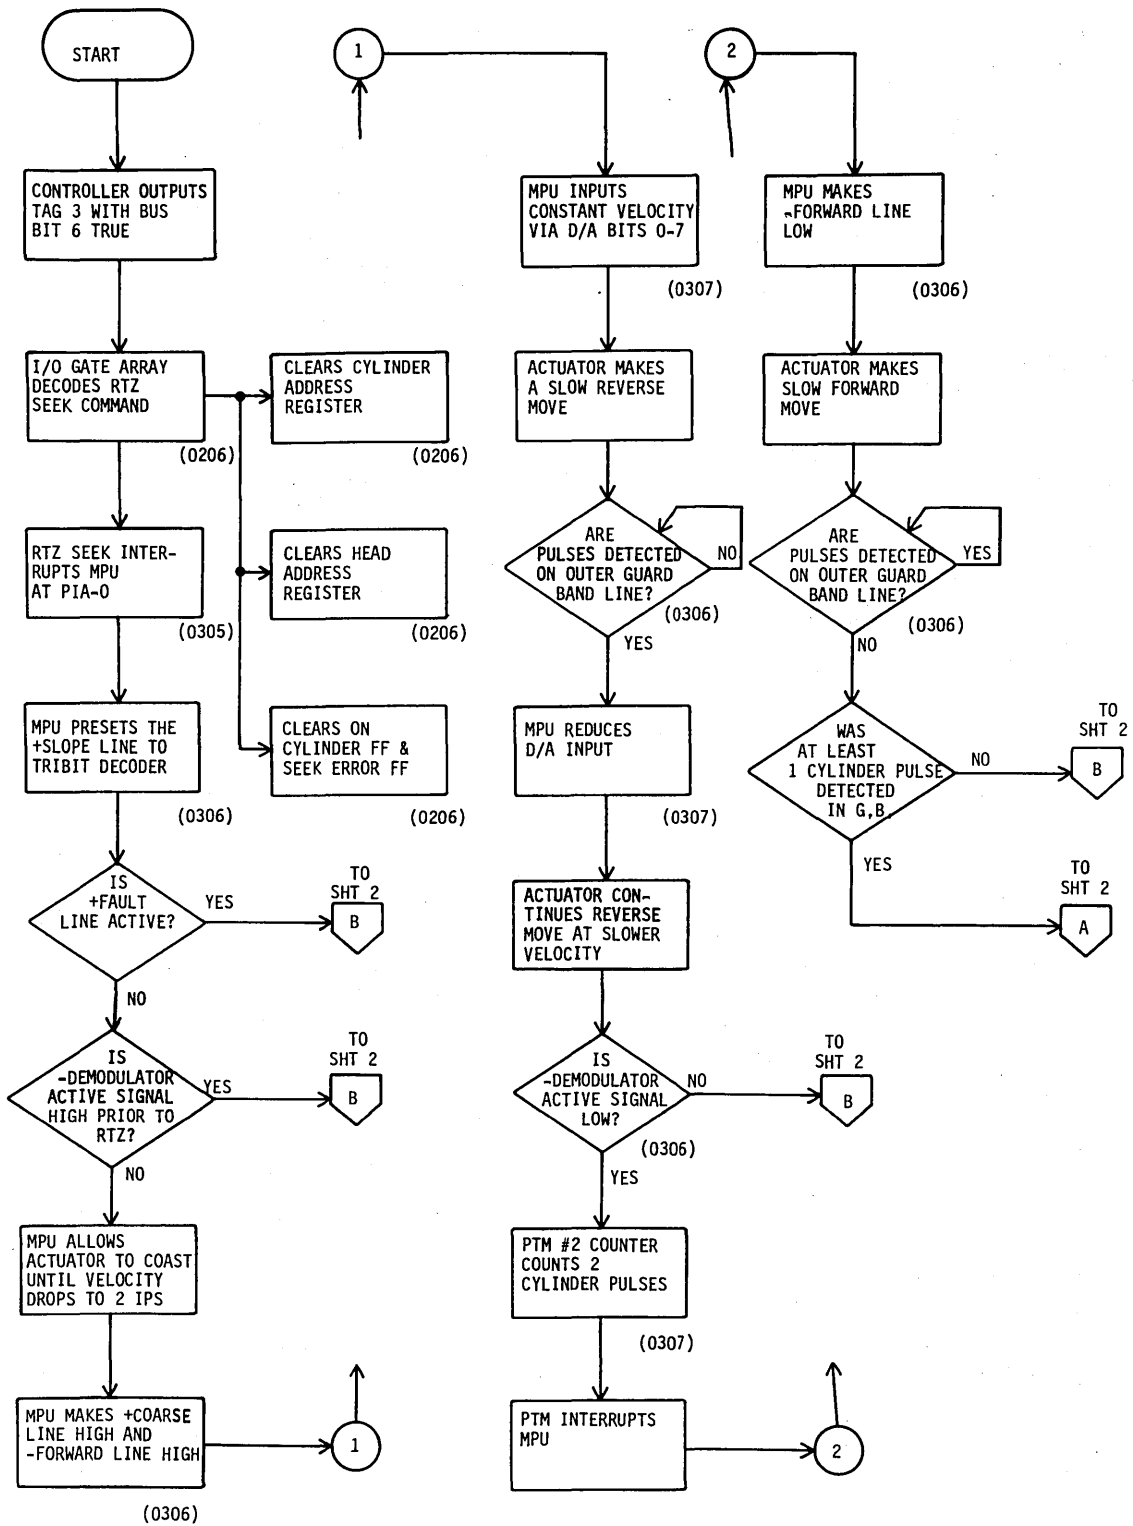 START
CONTROLLER OUTPUTS
TAG 3 WITH BUS
BIT 6 TRUE
I/O GATE ARRAY
DECODES RTZ
SEEK COMMAND
(0206)
CLEARS CYLINDER
ADDRESS
REGISTER
(0206)
RTZ SEEK INTER-
RUPTS MPU
AT PIA-0
(0305)
CLEARS HEAD
ADDRESS
REGISTER
(0206)
MPU PRESETS THE
+SLOPE LINE TO
TRIBIT DECODER
(0306)
CLEARS ON
CYLINDER FF &
SEEK ERROR FF
(0206)
IS
+FAULT
LINE ACTIVE?
YES
TO
SHT 2
B
NO
IS
-DEMODULATOR
ACTIVE SIGNAL
HIGH PRIOR TO
RTZ?
YES
TO
SHT 2
B
NO
MPU ALLOWS
ACTUATOR TO COAST
UNTIL VELOCITY
DROPS TO 2 IPS
MPU MAKES +COARSE
LINE HIGH AND
-FORWARD LINE HIGH
(0306)
1
1
MPU INPUTS
CONSTANT VELOCITY
VIA D/A BITS 0-7
(0307)
ACTUATOR MAKES
A SLOW REVERSE
MOVE
ARE
PULSES DETECTED
ON OUTER GUARD
BAND LINE?
NO
(0306)
YES
MPU REDUCES
D/A INPUT
(0307)
ACTUATOR CON-
TINUES REVERSE
MOVE AT SLOWER
VELOCITY
IS
-DEMODULATOR
ACTIVE SIGNAL
LOW?
NO
TO
SHT 2
B
(0306)
YES
PTM #2 COUNTER
COUNTS 2
CYLINDER PULSES
(0307)
PTM INTERRUPTS
MPU
2
2
MPU MAKES
-FORWARD LINE
LOW
(0306)
ACTUATOR MAKES
SLOW FORWARD
MOVE
ARE
PULSES DETECTED
ON OUTER GUARD
BAND LINE?
YES
(0306)
NO
WAS
AT LEAST
1 CYLINDER PULSE
DETECTED
IN G.B.
NO
TO
SHT 2
B
YES
TO
SHT 2
A